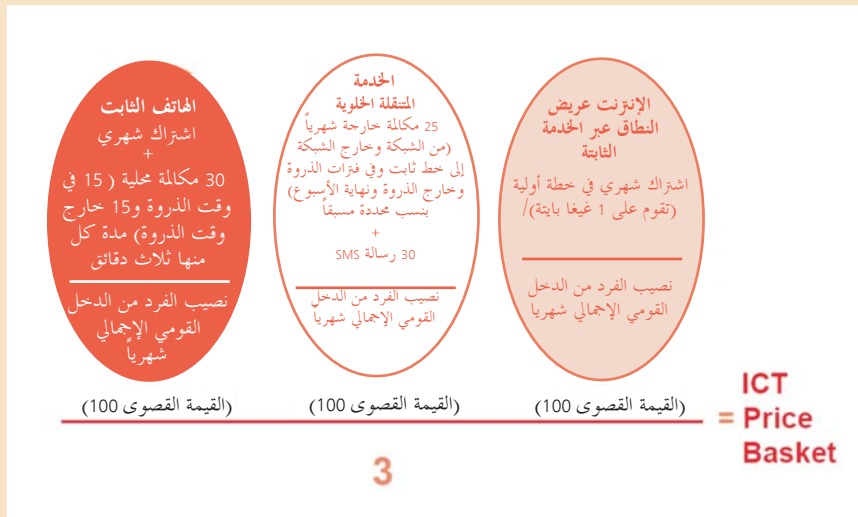 الإنترنت عريض
النطاق عبر الخدمة
الثابتة
اشتراك شهري في خطة أولية
(تقوم على 1 غيغا بايتة)/
نصيب الفرد من الدخل
القومي الإجمالي شهريا
(القيمة القصوى 100)
الخدمة
المتنقلة الخلوية
25 مكالمة خارجة شهرياً
(من الشبكة وخارج الشبكة
إلى خط ثابت وفي فترات الذروة
وخارج الذروة ونهاية الأسبوع)
بنسب محددة مسبقاً
+
30 رسالة SMS
نصيب الفرد من الدخل
القومي الإجمالي شهرياً
(القيمة القصوى 100)
الهاتف الثابت
اشتراك شهري
+
30 مكالمة محلية ( 15 في
وقت الذروة و15 خارج
وقت الذروة) مدة كل
منها ثلاث دقائق
نصيب الفرد من الدخل
القومي الإجمالي
شهرياً
(القيمة القصوى 100)
3
ICT
= Price
Basket